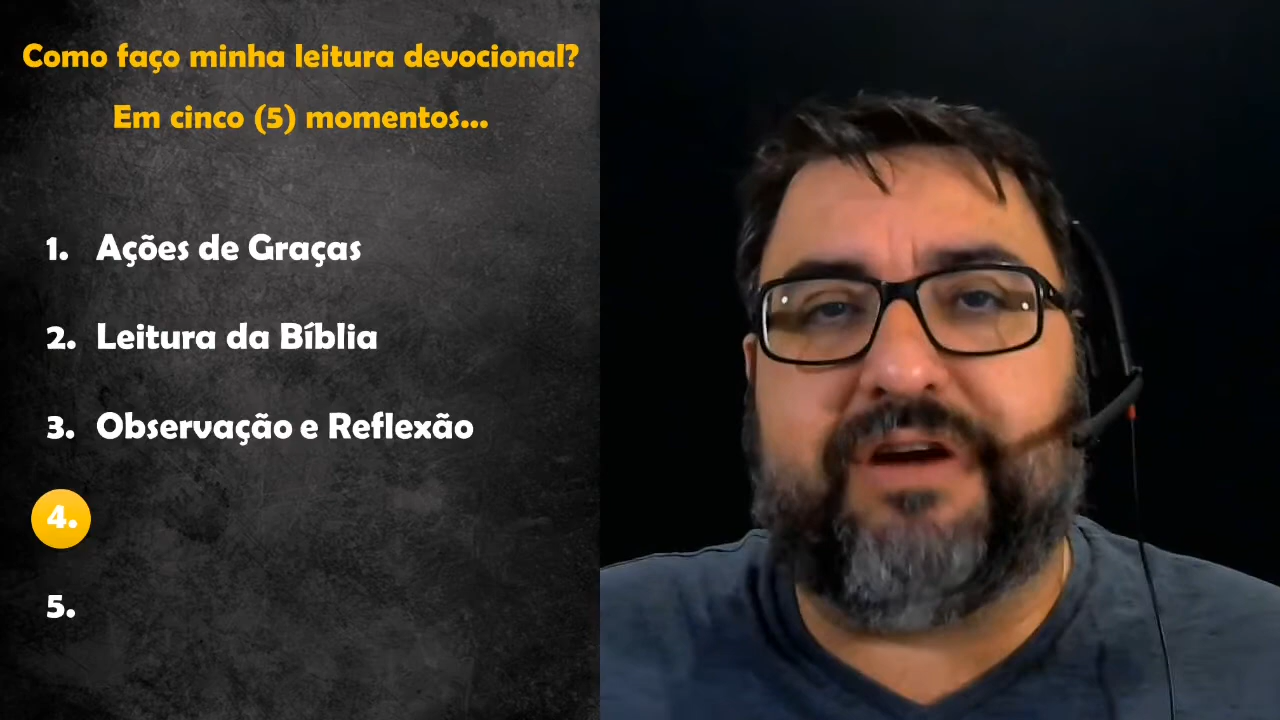 Como faço minha leitura devocional?
Em cinco (5) momentos...
1. Ações de Graças
2. Leitura da Bíblia
3. Observação e Reflexão
4.
5.